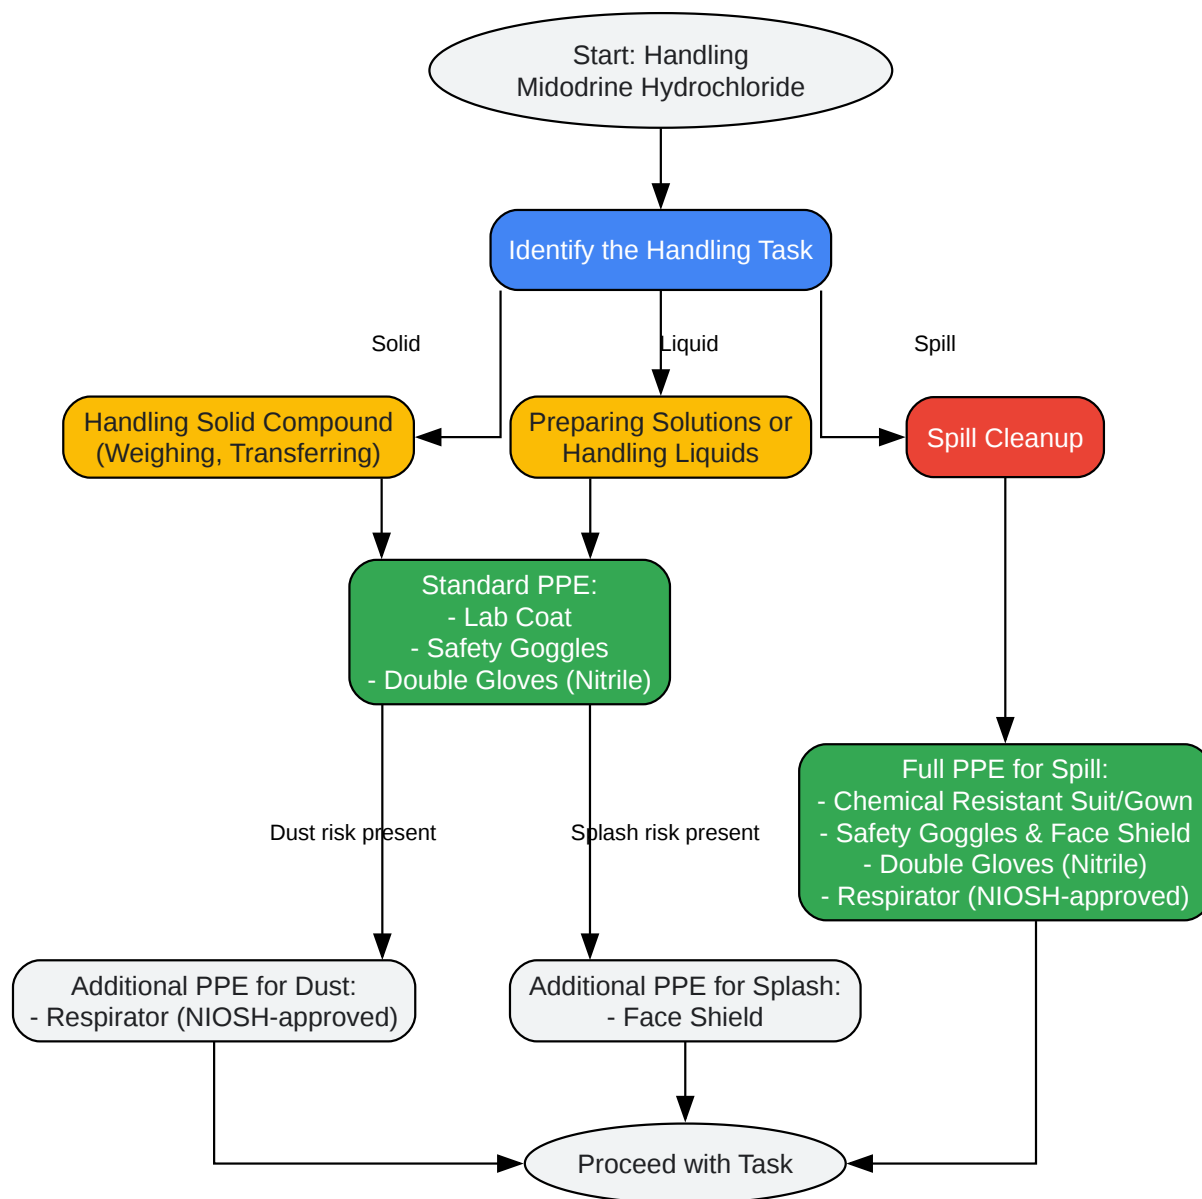 Start: Handling
Midodrine Hydrochloride
Identify the Handling Task
Solid
Liquid
Spill
Handling Solid Compound
(Weighing, Transferring)
Preparing Solutions or
Handling Liquids
Spill Cleanup
Standard PPE:
- Lab Coat
- Safety Goggles
- Double Gloves (Nitrile)
Full PPE for Spill:
- Chemical Resistant Suit/Gown
- Safety Goggles & Face Shield
- Double Gloves (Nitrile)
- Respirator (NIOSH-approved)
Dust risk present
Splash risk present
Additional PPE for Dust:
- Respirator (NIOSH-approved)
Additional PPE for Splash:
- Face Shield
Proceed with Task